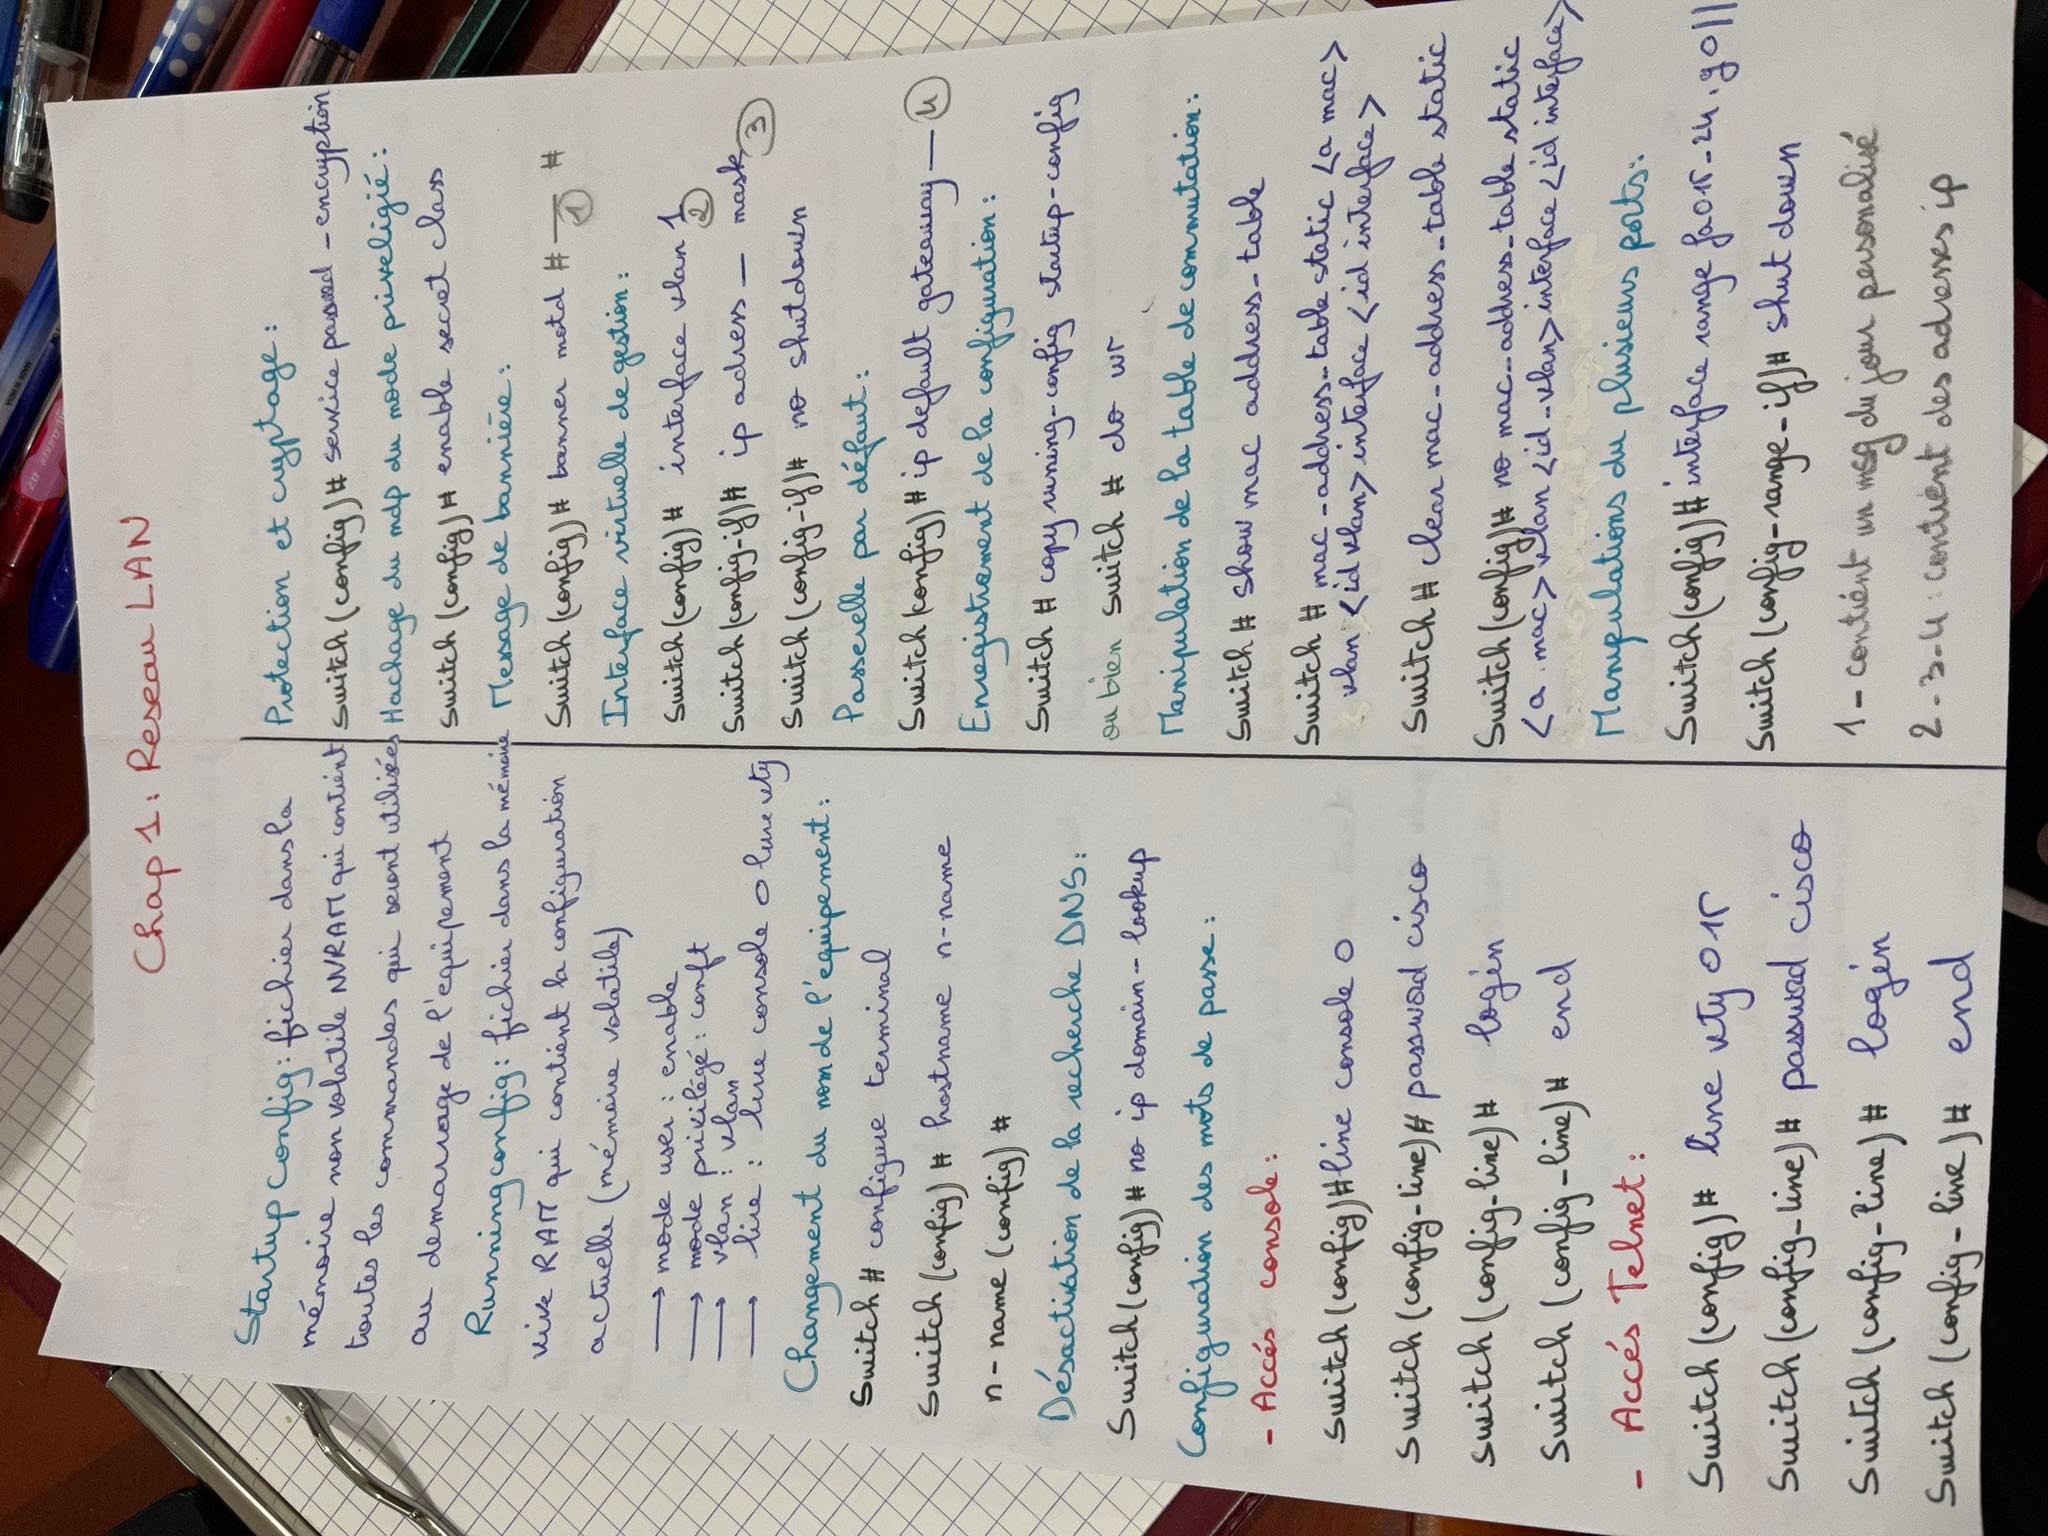 Chap 1: Reseau LAN
Startup config: fichier dans la
mémoire non volatile NVRAM qui contient
toutes les commandes qui seront utilisées
au demarrage de l'équipement
Running config: fichier dans la mémoire
vive RAM qui contient la configuration
actuelle (mémoire volatile)
→ mode user : enable
→ mode privilégé : conft
→ vlan : vlan
→ line : line console 0 line vty
Changement du nom de l'équipement:
Switch # configure terminal
Switch (config) # hostname n-name
n-name (config) #
Désactivation de la recherche DNS:
Switch (config) # no ip domain-lookup
Configuration des mots de passe:
- Accés console:
Switch (config) # line console 0
Switch (config-line) # password cisco
Switch (config-line) # login
Switch (config-line) # end
- Accés Telnet:
Switch (config) # line vty 0 15
Switch (config-line) # password cisco
Switch (config-line) # login
Switch (config-line) # end
Protection et cryptage:
Switch (config) # service password-encryption
Hachage du mdp du mode priveligié:
Switch (config) # enable secret class
Message de bannière:
Switch (config) # banner motd # — #
1
Interface virtuelle de gestion:
Switch (config) # interface vlan 1
2
Switch (config-if) # ip adress — mask
3
Switch (config-if) # no shutdown
Passerelle par défaut:
Switch (config) # ip default gateway — 4
Enregistrement de la configuration:
Switch # copy runing-config startup-config
ou bien Switch # do wr
Manipulation de la table de commutation:
Switch # show mac address-table
Switch # mac-address-table static <a mac>
vlan <id vlan> interface <id interface>
Switch # clear mac-address-table static
Switch (config) # no mac-address-table static
<a mac> vlan <id-vlan> interface <id interface>
Manipulations du plusieurs ports:
Switch (config) # interface range fa015-24, g0||
Switch (config-range-if) # shut down
1- contient un msg du jour personalisé
2-3-4: contient des adresses ip